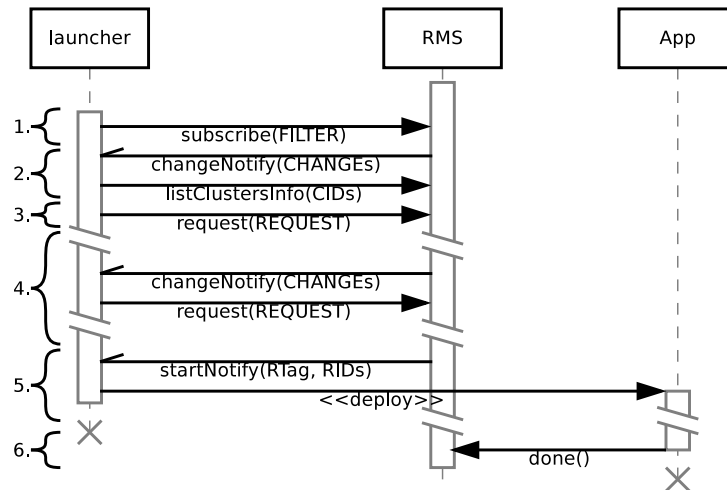 launcher RMS App
1. subscribe(FILTER)
changeNotify(CHANGEs)
2. listClustersInfo(CIDs)
3. request(REQUEST)
changeNotify(CHANGEs)
4. request(REQUEST)
startNotify(RTag, RIDs)
5. <<deploy>>
6. done()